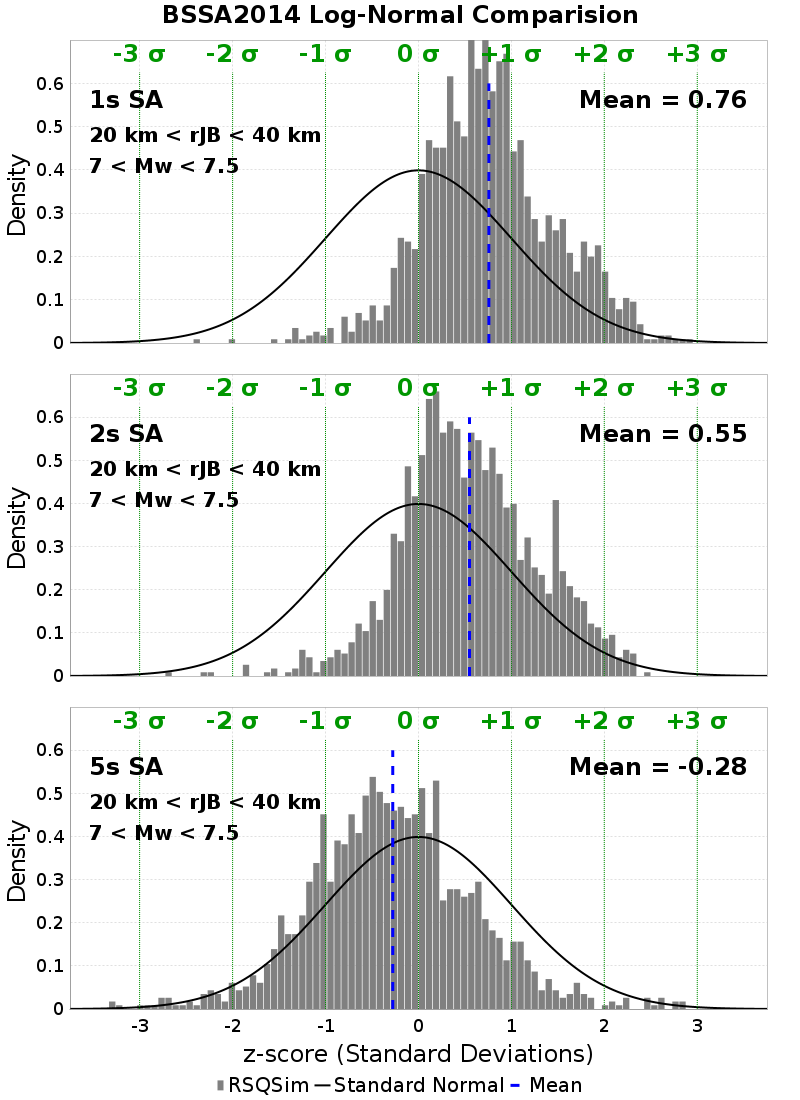 BSSA2014 Log-Normal Comparision
-3 σ -2 σ -1 σ 0 σ +1 σ +2 σ +3 σ
0.6
1s SA Mean = 0.76
0.5
20 km < rJB < 40 km
7 < Mw < 7.5
0.4
Density
0.3
0.2
0.1
0
-3 σ -2 σ -1 σ 0 σ +1 σ +2 σ +3 σ
0.6
2s SA Mean = 0.55
0.5
20 km < rJB < 40 km
7 < Mw < 7.5
0.4
Density
0.3
0.2
0.1
0
-3 σ -2 σ -1 σ 0 σ +1 σ +2 σ +3 σ
0.6
5s SA Mean = -0.28
0.5
20 km < rJB < 40 km
7 < Mw < 7.5
0.4
Density
0.3
0.2
0.1
0
-3 -2 -1 0 1 2 3
z-score (Standard Deviations)
RSQSim Standard Normal Mean